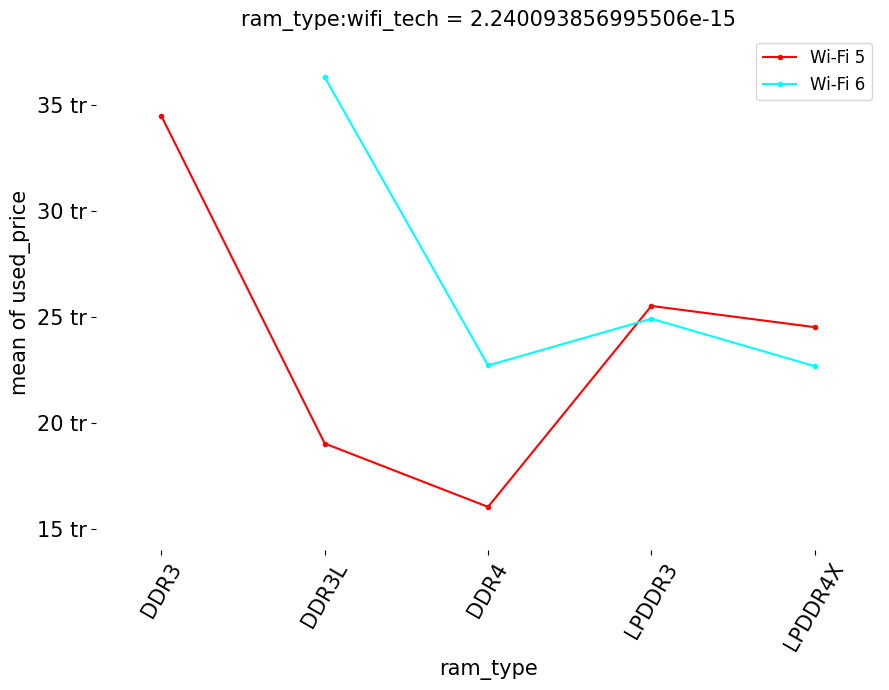 ram_type:wifi_tech = 2.240093856995506e-15
Wi-Fi 5
Wi-Fi 6
mean of used_price
35 tr
30 tr
25 tr
20 tr
15 tr
DDR3
DDR3L
DDR4
LPDDR3
LPDDR4X
ram_type